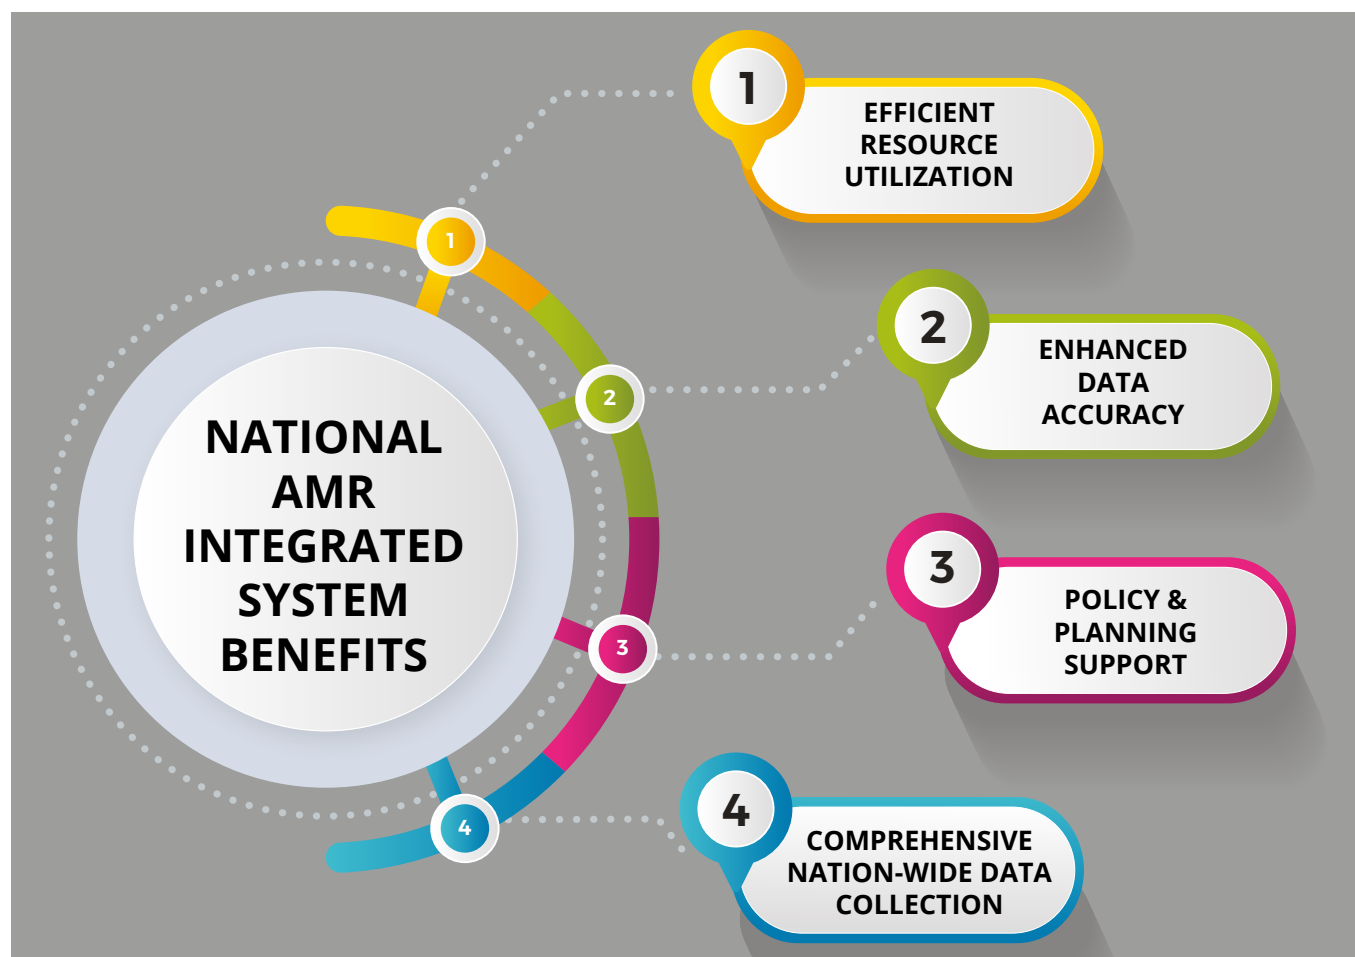 NATIONAL
AMR
INTEGRATED
SYSTEM
BENEFITS
1
2
3
4
1
EFFICIENT
RESOURCE
UTILIZATION
2
ENHANCED
DATA
ACCURACY
3
POLICY &
PLANNING
SUPPORT
4
COMPREHENSIVE
NATION-WIDE DATA
COLLECTION